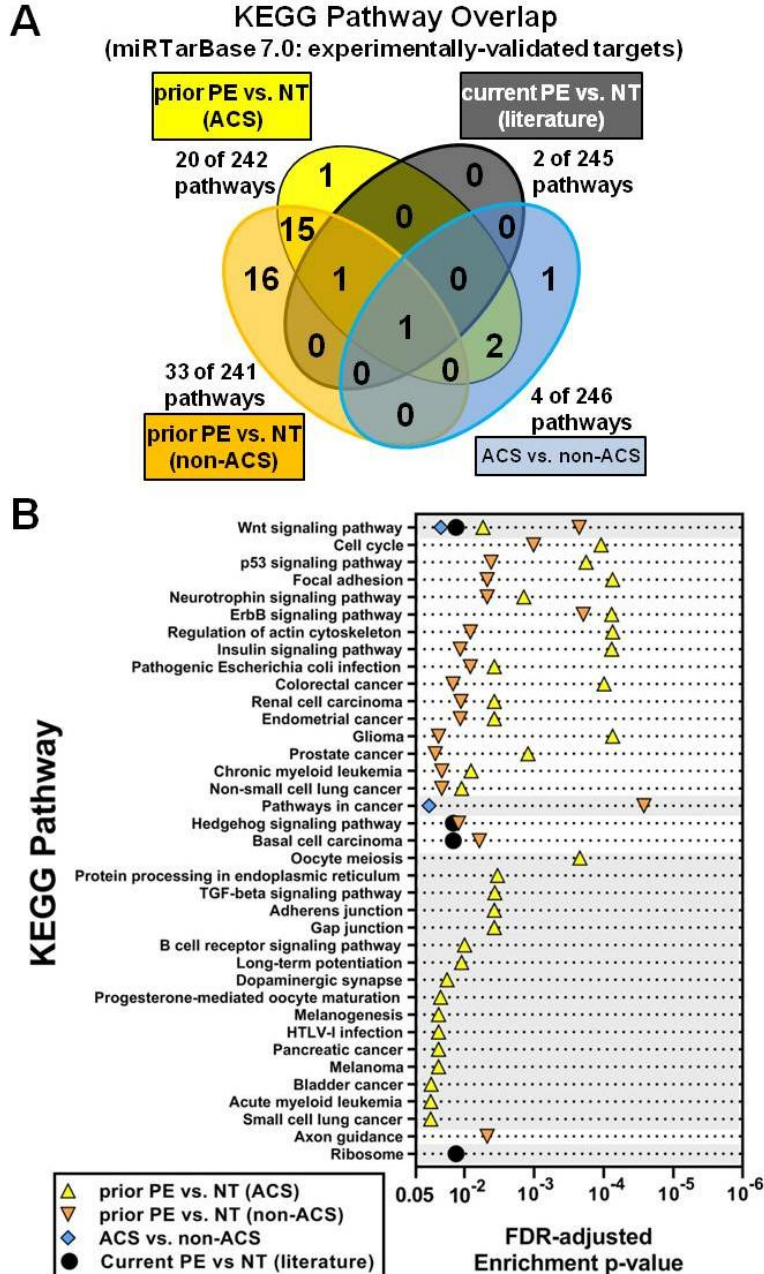 A
KEGG Pathway Overlap
(miRTarBase 7.0: experimentally-validated targets)
prior PE vs. NT
(ACS)
current PE vs. NT
(literature)
20 of 242
pathways
2 of 245
pathways
1
0
0
0
15
16
1
0
1
1
0
0
0
2
0
33 of 241
pathways
4 of 246
pathways
prior PE vs. NT
(non-ACS)
ACS vs. non-ACS
B
KEGG Pathway
Wnt signaling pathway
Cell cycle
p53 signaling pathway
Focal adhesion
Neurotrophin signaling pathway
ErbB signaling pathway
Regulation of actin cytoskeleton
Insulin signaling pathway
Pathogenic Escherichia coli infection
Colorectal cancer
Renal cell carcinoma
Endometrial cancer
Glioma
Prostate cancer
Chronic myeloid leukemia
Non-small cell lung cancer
Pathways in cancer
Hedgehog signaling pathway
Basal cell carcinoma
Oocyte meiosis
Protein processing in endoplasmic reticulum
TGF-beta signaling pathway
Adherens junction
Gap junction
B cell receptor signaling pathway
Long-term potentiation
Dopaminergic synapse
Progesterone-mediated oocyte maturation
Melanogenesis
HTLV-I infection
Pancreatic cancer
Melanoma
Bladder cancer
Acute myeloid leukemia
Small cell lung cancer
Axon guidance
Ribosome
0.05 10^-2 10^-3 10^-4 10^-5 10^-6
FDR-adjusted
Enrichment p-value
prior PE vs. NT (ACS)
prior PE vs. NT (non-ACS)
ACS vs. non-ACS
Current PE vs NT (literature)